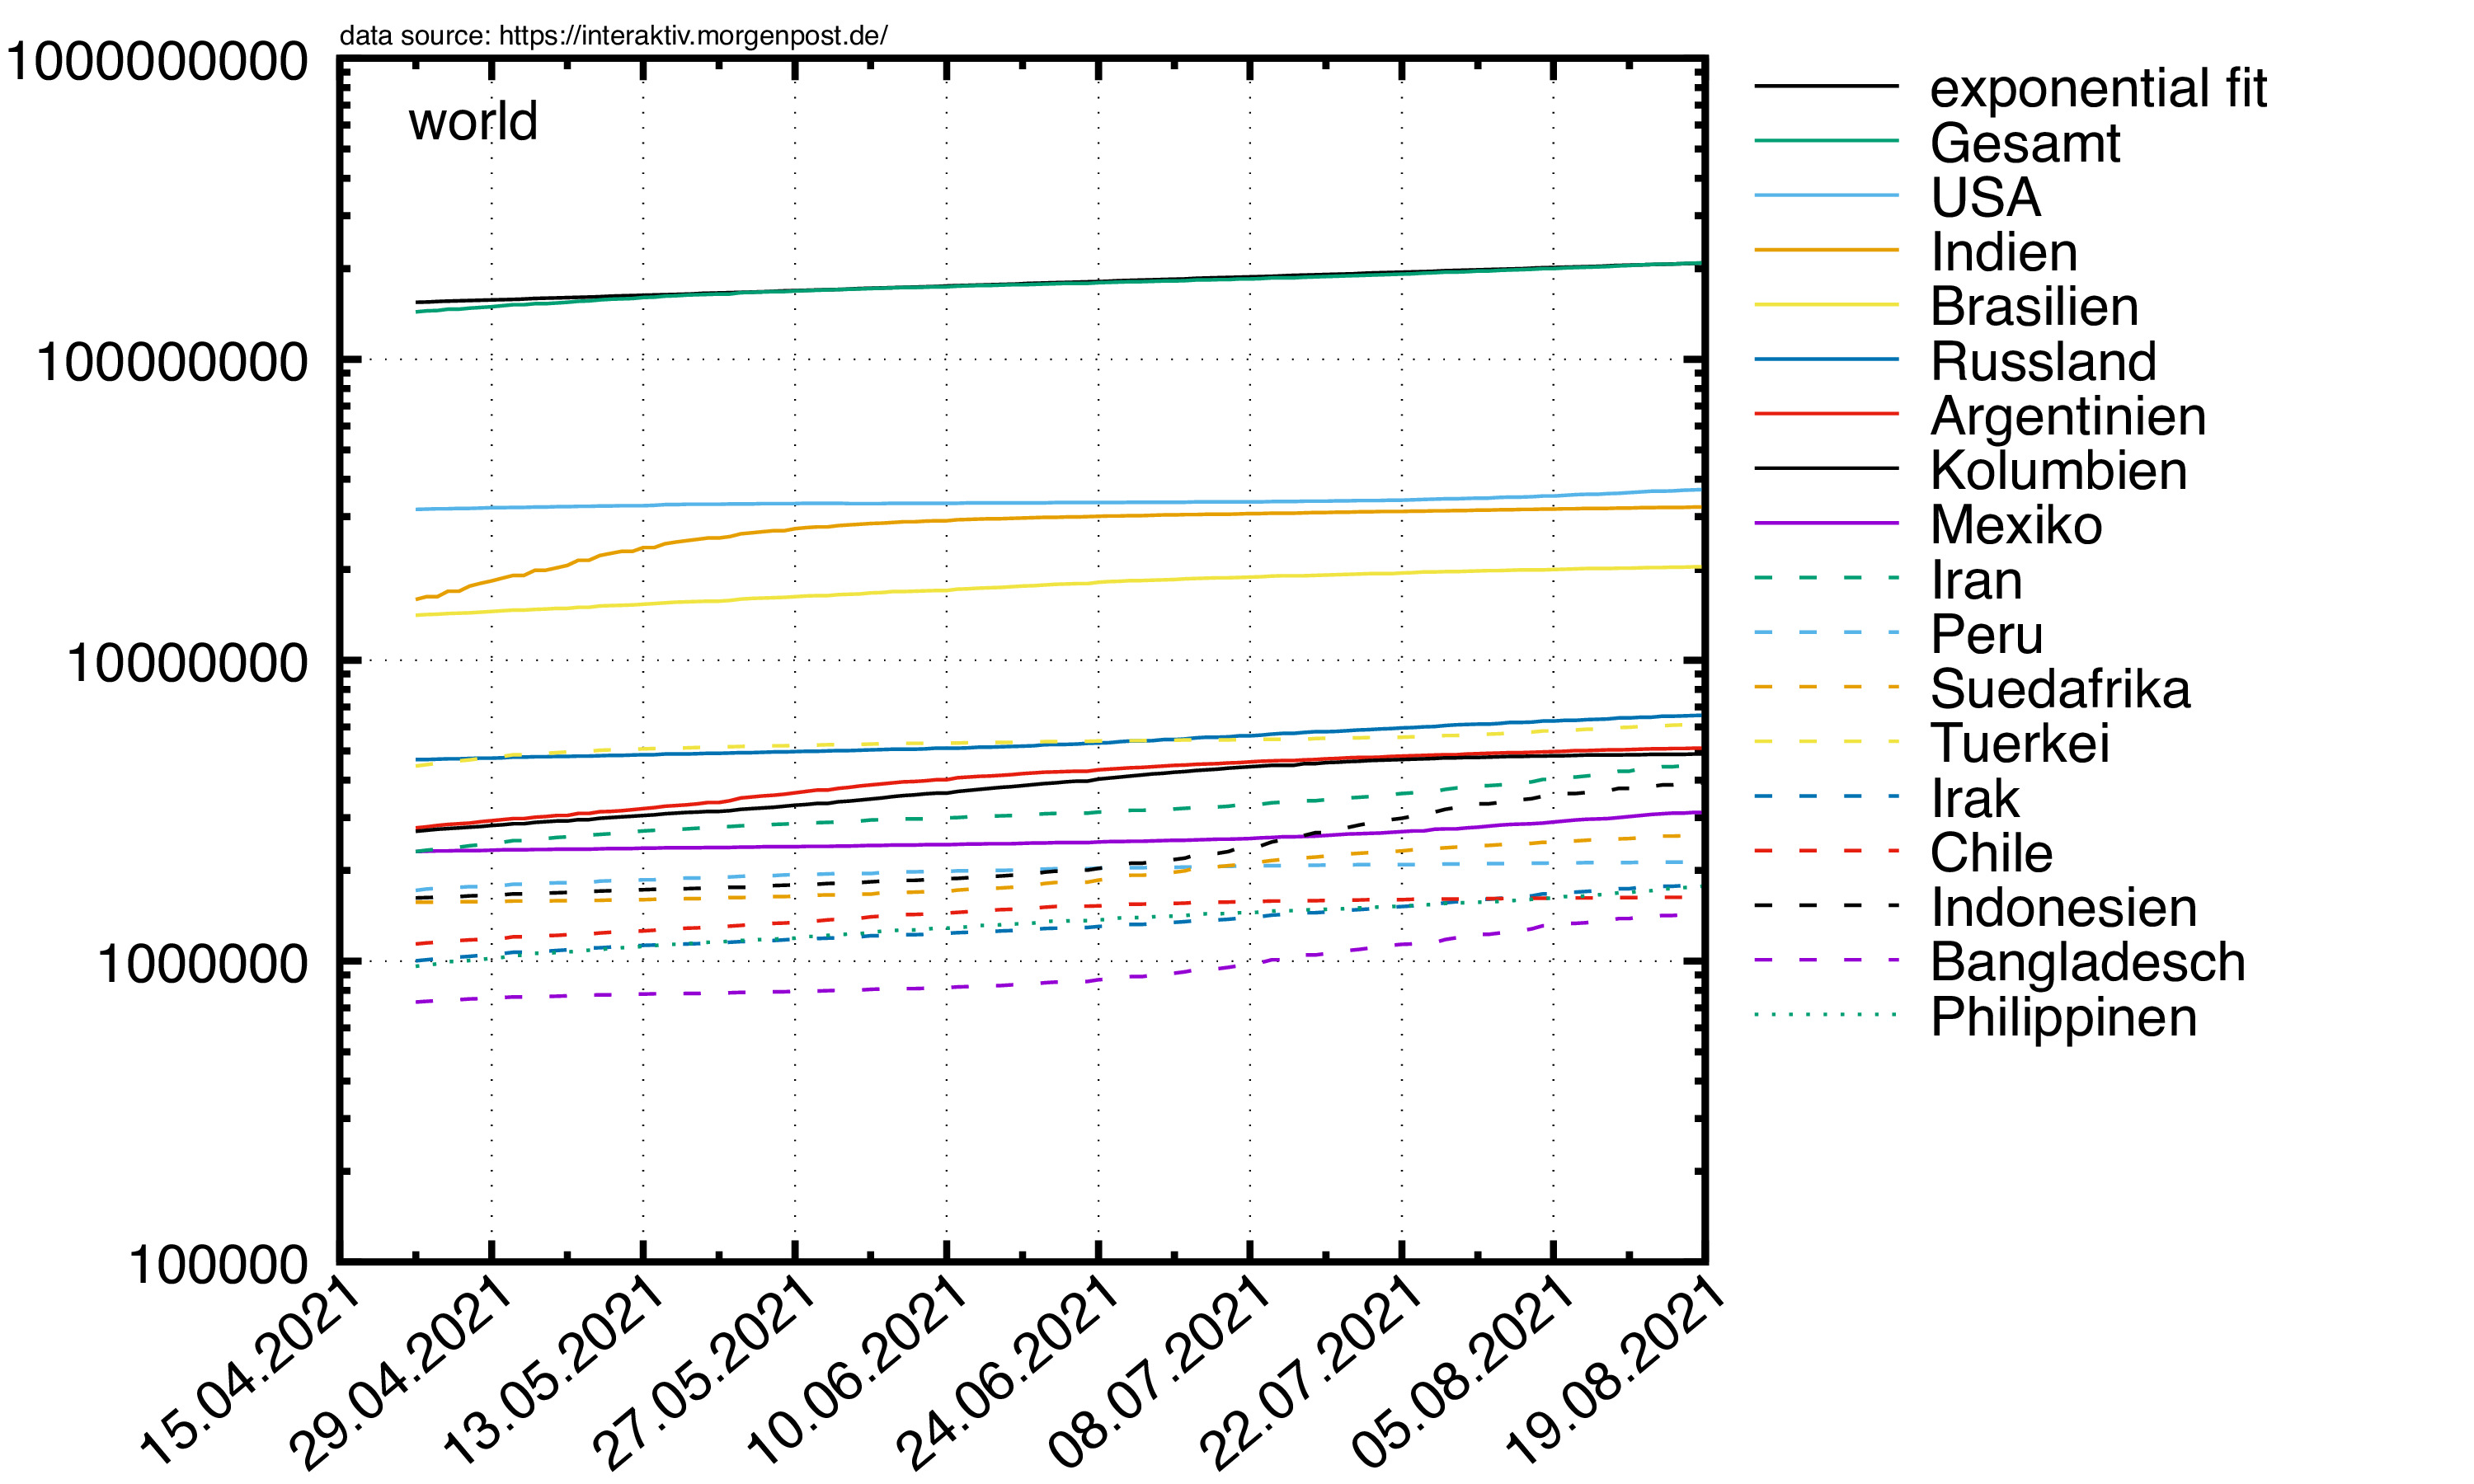 data source: https://interaktiv.morgenpost.de/
1000000000
100000000
10000000
1000000
100000
world
exponential fit
Gesamt
USA
Indien
Brasilien
Russland
Argentinien
Kolumbien
Mexiko
Iran
Peru
Suedafrika
Tuerkei
Irak
Chile
Indonesien
Bangladesch
Philippinen
15.04.2021
29.04.2021
13.05.2021
27.05.2021
10.06.2021
24.06.2021
08.07.2021
22.07.2021
05.08.2021
19.08.2021